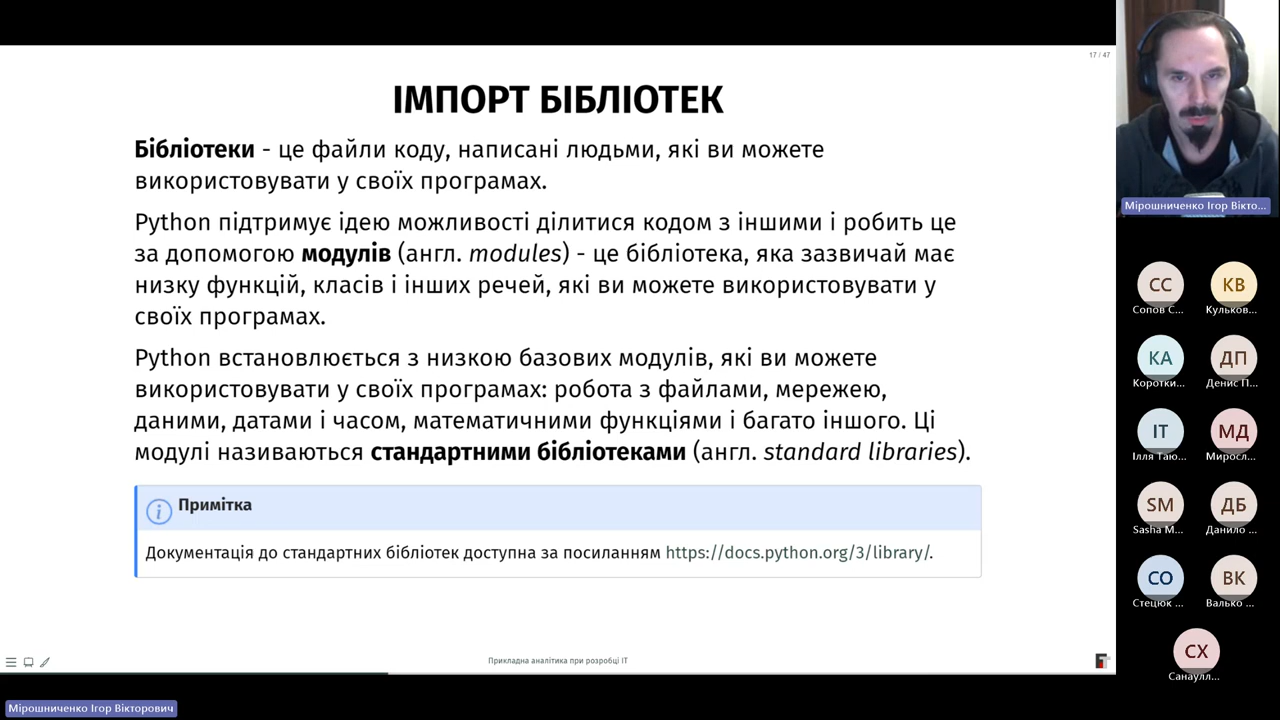 17 / 47
ІМПОРТ БІБЛІОТЕК
Бібліотеки - це файли коду, написані людьми, які ви можете
використовувати у своїх програмах.
Python підтримує ідею можливості ділитися кодом з іншими і робить це
за допомогою модулів (англ. modules) - це бібліотека, яка зазвичай має
низку функцій, класів і інших речей, які ви можете використовувати у
своїх програмах.
Python встановлюється з низкою базових модулів, які ви можете
використовувати у своїх програмах: робота з файлами, мережею,
даними, датами і часом, математичними функціями і багато іншого. Ці
модулі називаються стандартними бібліотеками (англ. standard libraries).
Примітка
Документація до стандартних бібліотек доступна за посиланням https://docs.python.org/3/library/.
Прикладна аналітика при розробці ІТ
Мірошниченко Ігор Вікторович
Мірошниченко Ігор Вікто...
СС
Сопов С...
КВ
Кульков...
КА
Коротки...
ДП
Денис П...
ІТ
Ілля Таю...
МД
Миросл...
SM
Sasha M...
ДБ
Данило ...
СО
Стецюк ...
ВК
Валько ...
СХ
Санаулл...